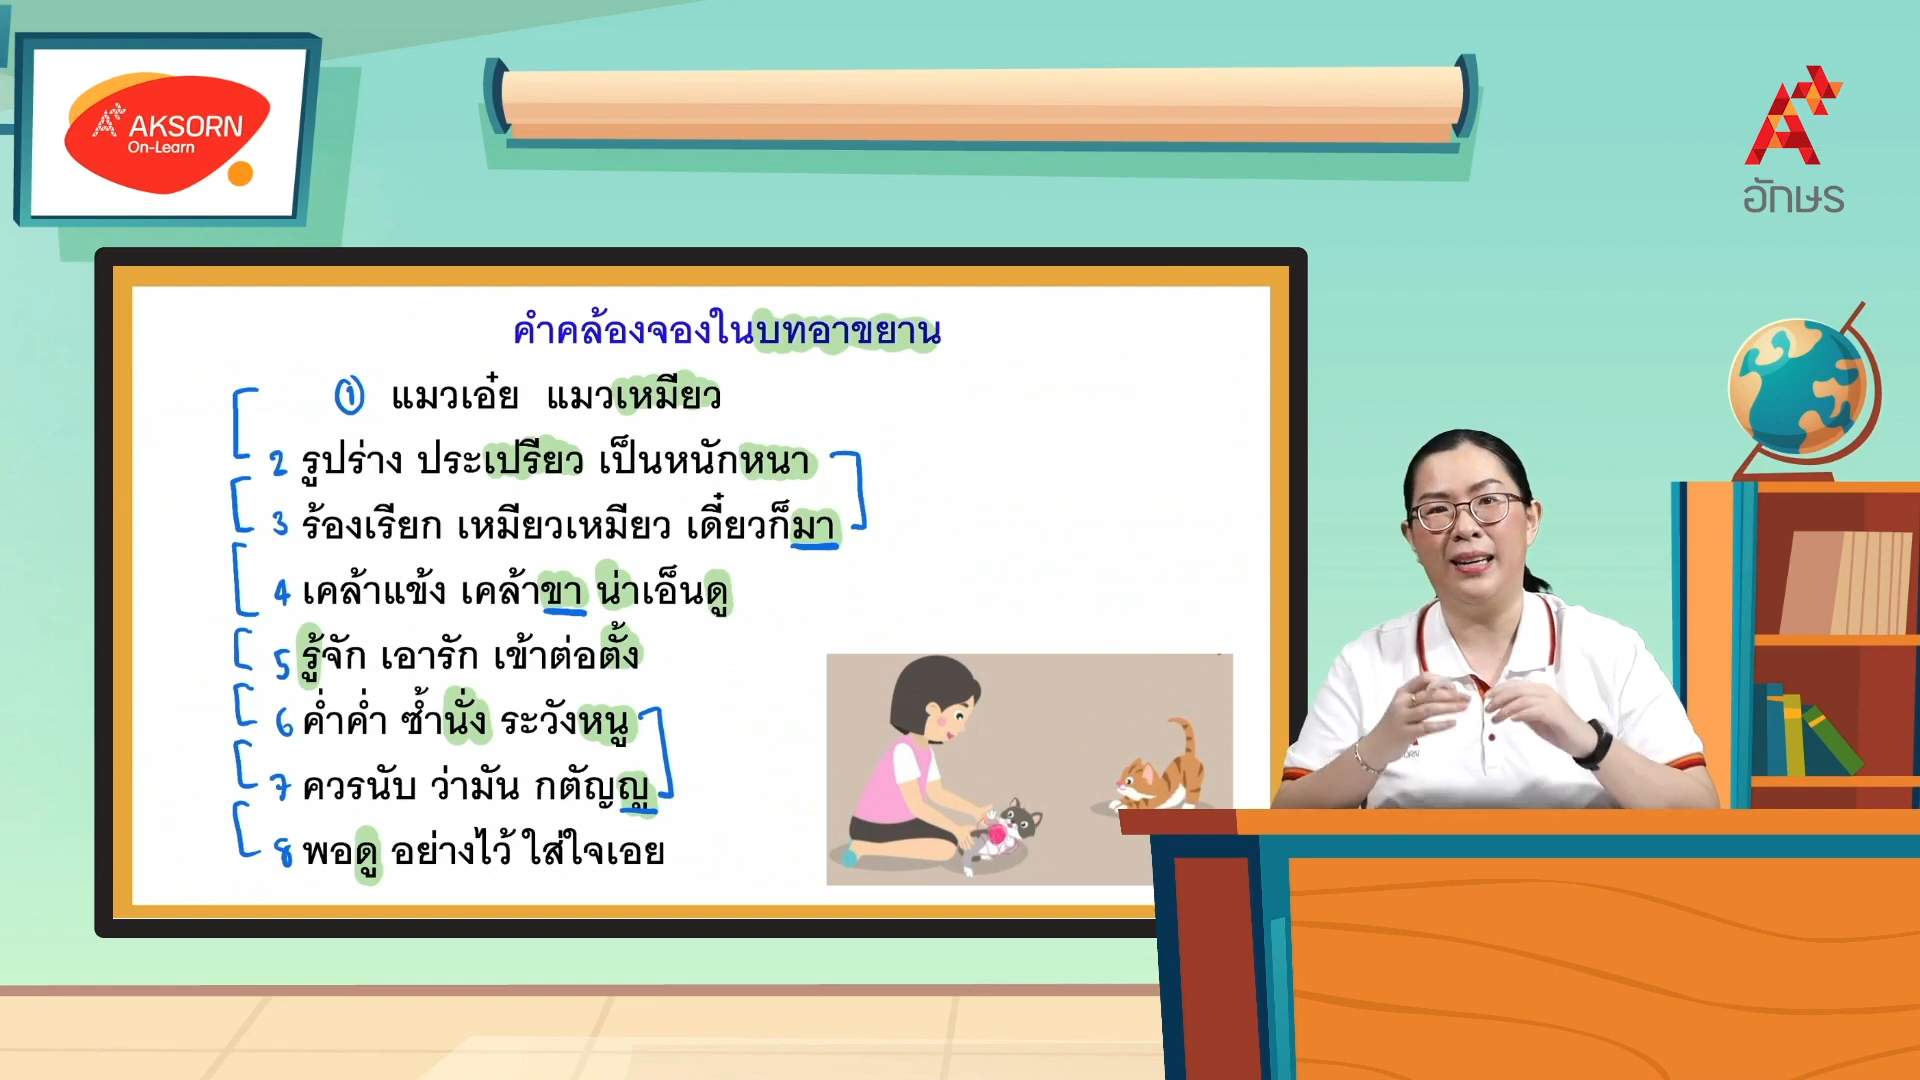 AKSORN
On-Learn
อักษร
คำคล้องจองในบทอาขยาน
① แมวเอ๋ย แมวเหมียว
2 รูปร่าง ประเปรียว เป็นหนักหนา
3 ร้องเรียก เหมียวเหมียว เดี๋ยวก็มา
4 เคล้าแข้ง เคล้าขา น่าเอ็นดู
5 รู้จัก เอารัก เข้าต่อตั้ง
6 ค่ำค่ำ ซ้ำนั่ง ระวังหนู
7 ควรนับ ว่ามัน กตัญญู
8 พอดู อย่างไว้ ใส่ใจเอย